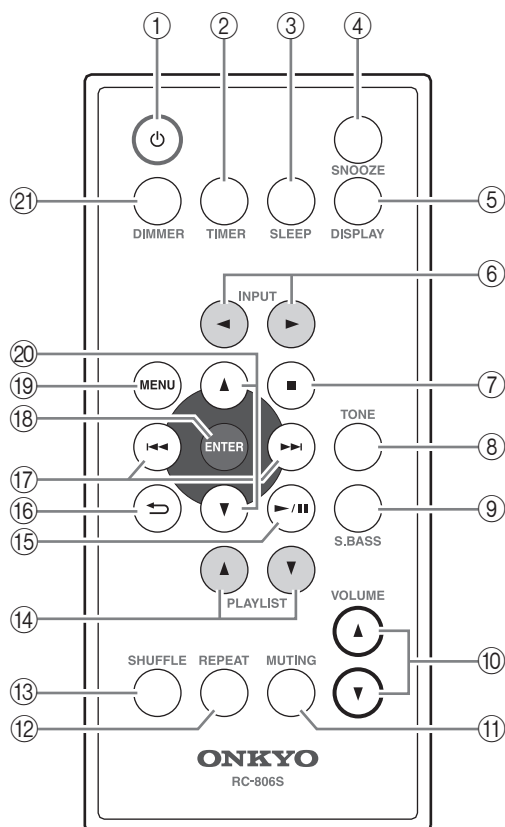 ① ② ③ ④
SNOOZE
㉑ DIMMER TIMER SLEEP DISPLAY ⑤
INPUT ⑥
⑳
⑲ MENU ⑦
TONE
⑱ ENTER ⑧
⑰
⑯ ⑨
⑮ S.BASS
⑭ PLAYLIST VOLUME
⑩
SHUFFLE REPEAT MUTING
⑬ ⑫ ⑪
ONKYO
RC-806S